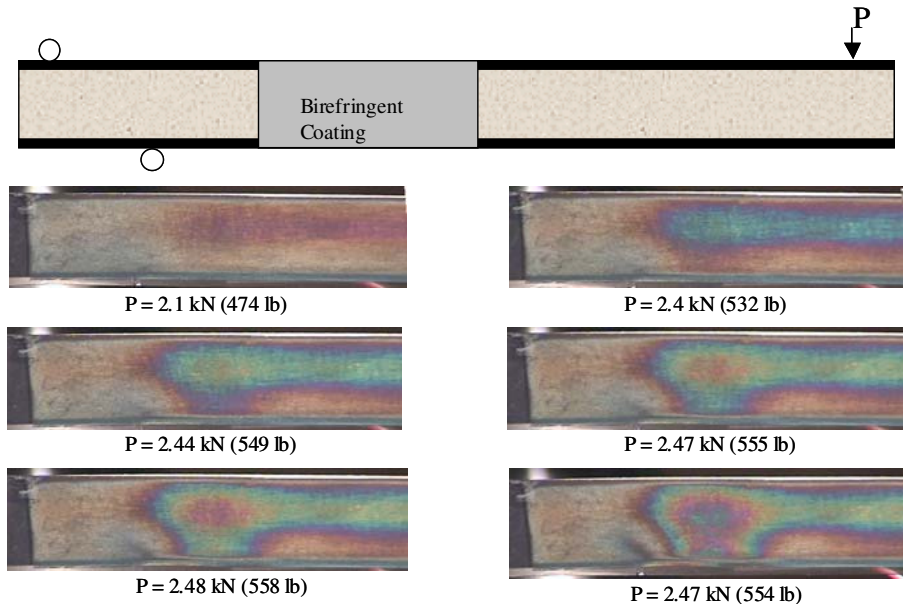 P
Birefringent
Coating
P = 2.1 kN (474 lb)
P = 2.4 kN (532 lb)
P = 2.44 kN (549 lb)
P = 2.47 kN (555 lb)
P = 2.48 kN (558 lb)
P = 2.47 kN (554 lb)